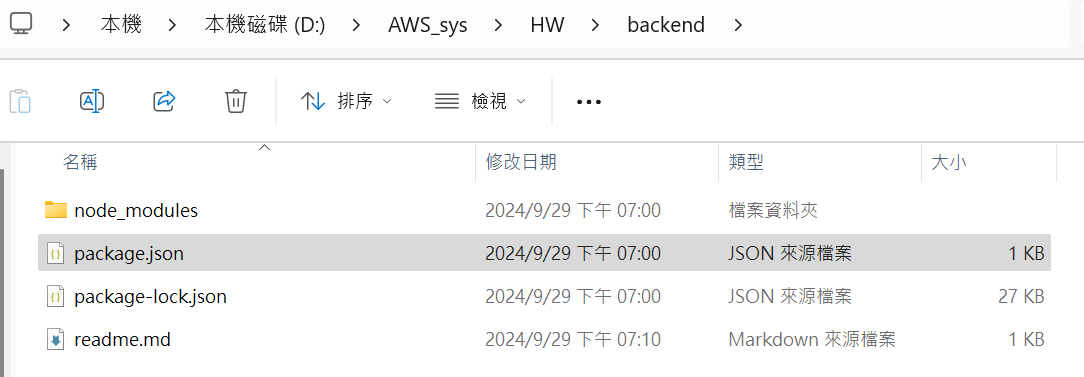 本機 > 本機磁碟 (D:) > AWS_sys > HW > backend >
排序 檢視
名稱 修改日期 類型 大小
node_modules 2024/9/29 下午 07:00 檔案資料夾
package.json 2024/9/29 下午 07:00 JSON 來源檔案 1 KB
package-lock.json 2024/9/29 下午 07:00 JSON 來源檔案 27 KB
readme.md 2024/9/29 下午 07:10 Markdown 來源檔案 1 KB